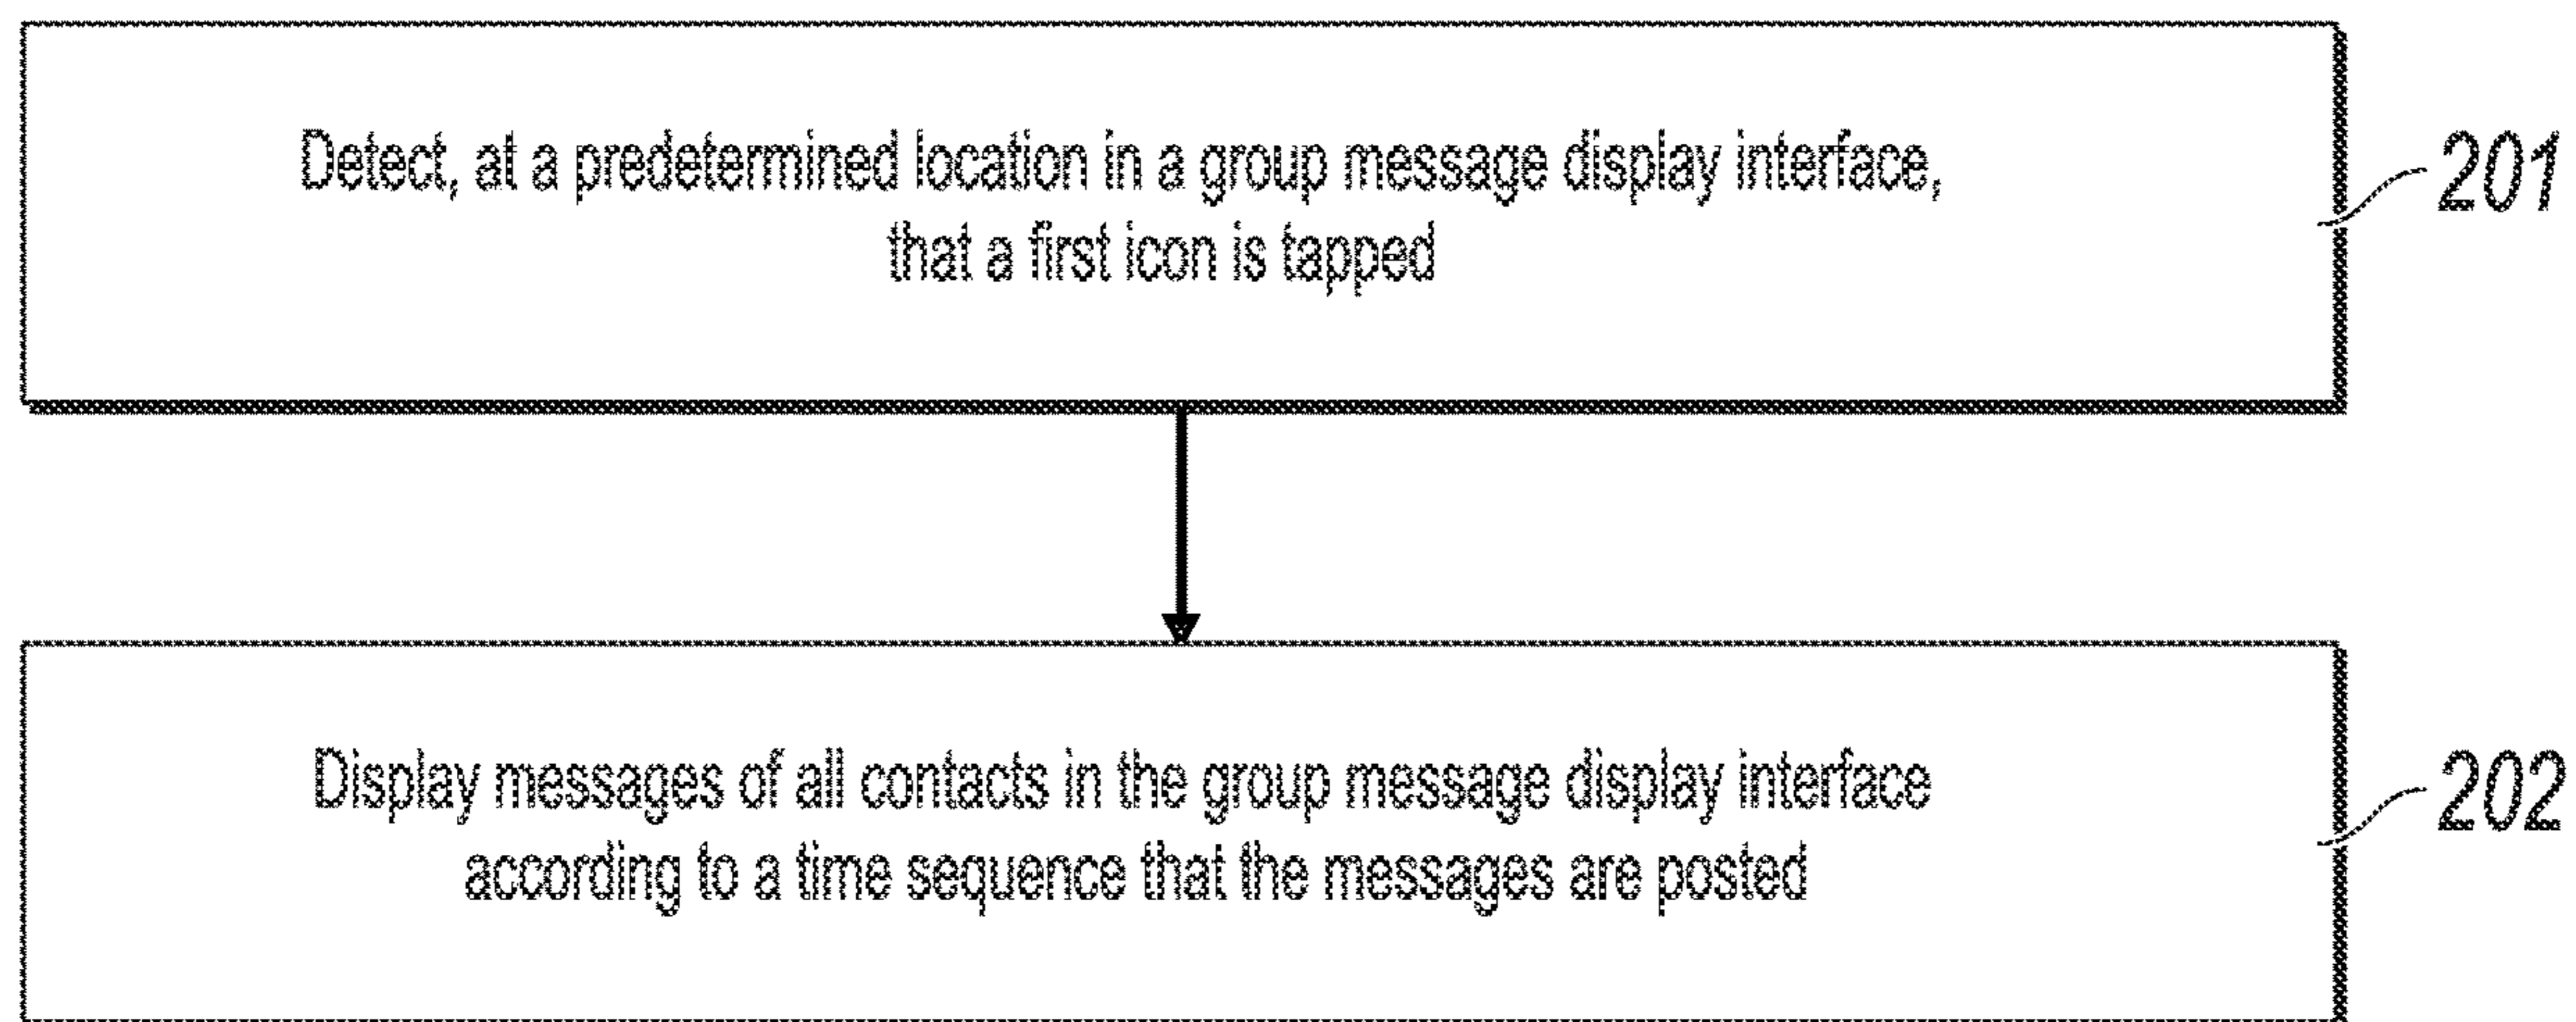 Detect, at a predetermined location in a group message display interface,
that a first icon is tapped
201
Display messages of all contacts in the group message display interface
according to a time sequence that the messages are posted
202